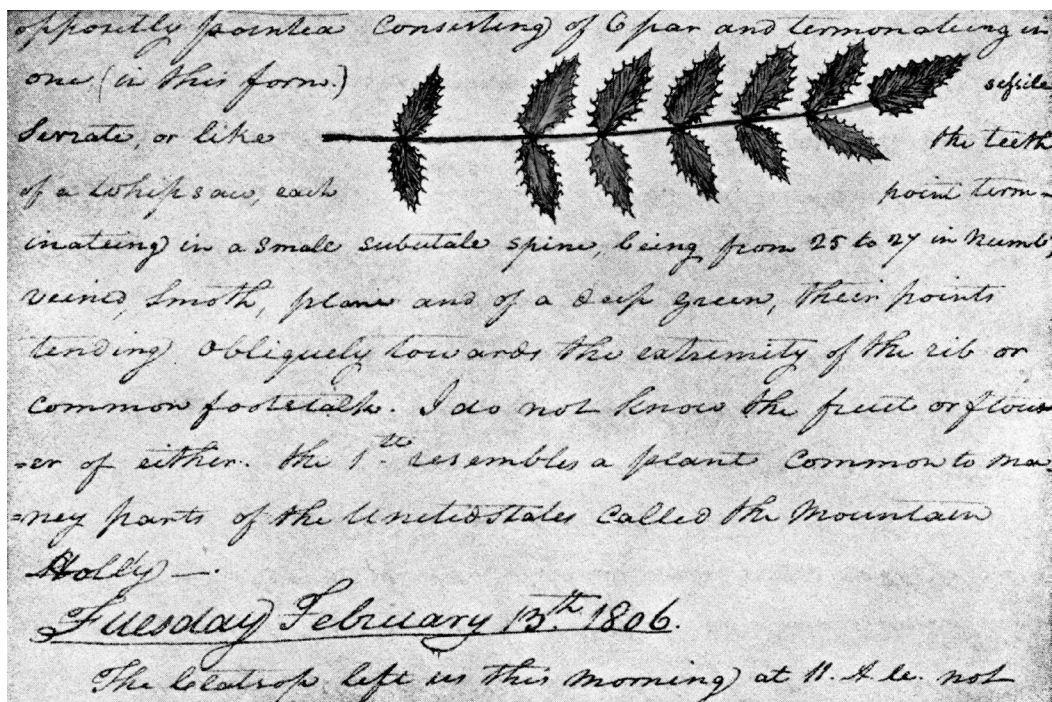 oppositly pointed Consisting of 6 par and termonateing in
one (in this form.) sessile
Serrate, or like the teeth
of a whipsaw, each point term-
inateing in a small subulate spine, being from 25 to 27 in Numb,
veined, Smoth, plane and of a deep green, their points
tending obliquely towards the extremity of the rib or
common footstalk. I do not know the fruit or flow-
=er of either. the 1st. resembles a plant Common to ma=
=ney parts of the United States Called the Mountain
Holly —.
Tuesday February 13th. 1806.
The Clatsop left us this morning at 11. A.M. not